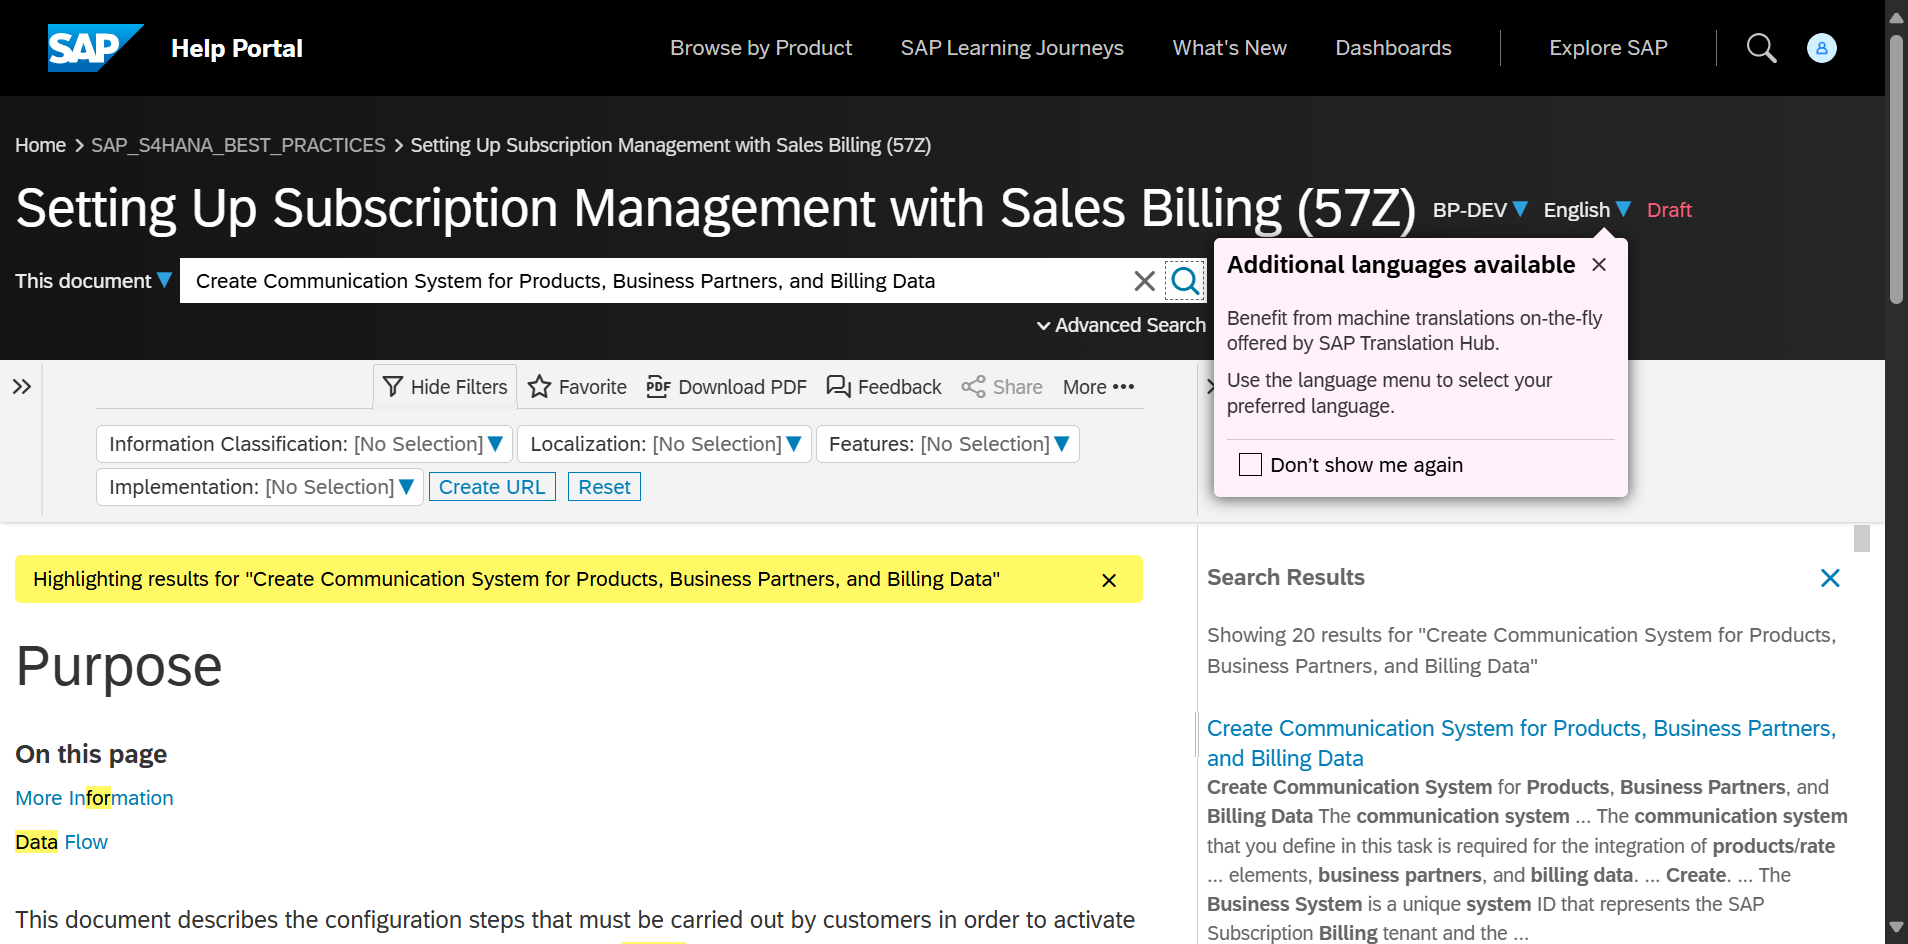 SAP Help Portal Browse by Product SAP Learning Journeys What's New Dashboards Explore SAP
Home > SAP_S4HANA_BEST_PRACTICES > Setting Up Subscription Management with Sales Billing (57Z)
Setting Up Subscription Management with Sales Billing (57Z) BP-DEV English Draft
This document Create Communication System for Products, Business Partners, and Billing Data
Advanced Search
Additional languages available
Benefit from machine translations on-the-fly
offered by SAP Translation Hub.
Use the language menu to select your
preferred language.
Don't show me again
Hide Filters Favorite PDF Download PDF Feedback Share More •••
Information Classification: [No Selection] Localization: [No Selection] Features: [No Selection]
Implementation: [No Selection] Create URL Reset
Highlighting results for "Create Communication System for Products, Business Partners, and Billing Data"
Purpose
On this page
More Information
Data Flow
This document describes the configuration steps that must be carried out by customers in order to activate
Search Results
Showing 20 results for "Create Communication System for Products,
Business Partners, and Billing Data"
Create Communication System for Products, Business Partners,
and Billing Data
Create Communication System for Products, Business Partners, and
Billing Data The communication system ... The communication system
that you define in this task is required for the integration of products/rate
... elements, business partners, and billing data. ... Create. ... The
Business System is a unique system ID that represents the SAP
Subscription Billing tenant and the ...